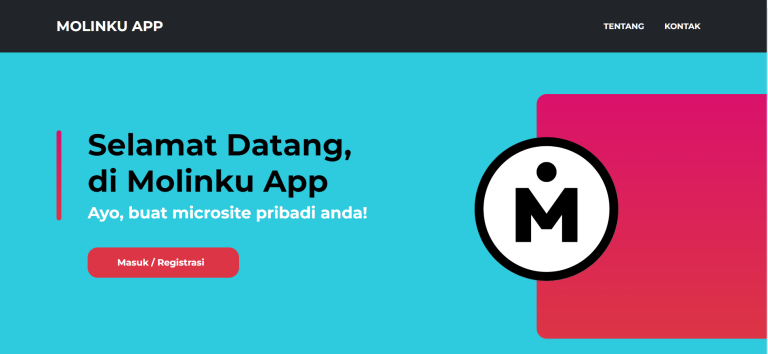 MOLINKU APP
TENTANG
KONTAK
Selamat Datang,
di Molinku App
Ayo, buat microsite pribadi anda!
Masuk / Registrasi
M